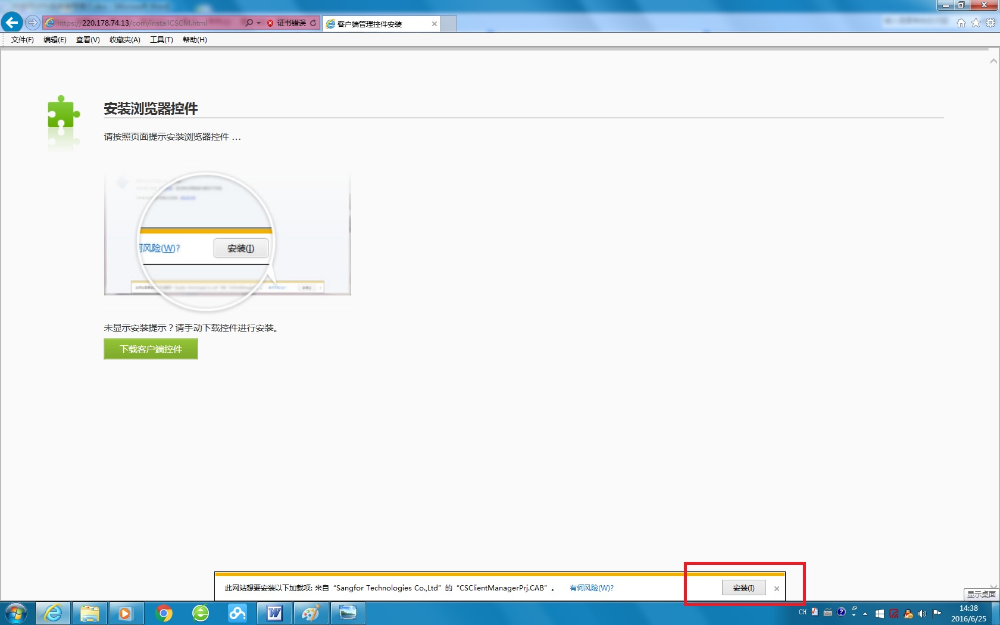 https://220.178.74.13/com/installCSCM.html
证书错误
客户端管理控件安装
文件(F) 编辑(E) 查看(V) 收藏夹(A) 工具(T) 帮助(H)
安装浏览器控件
请按照页面提示安装浏览器控件 ...
风险(W)?
安装(I)
未显示安装提示？请手动下载控件进行安装。
下载客户端控件
此网站想要安装以下加载项: 来自“Sangfor Technologies Co.,Ltd”的“CSClientManagerPrj.CAB”。 有何风险(W)? 安装(I)
显示桌面
CH
14:38
2016/6/25